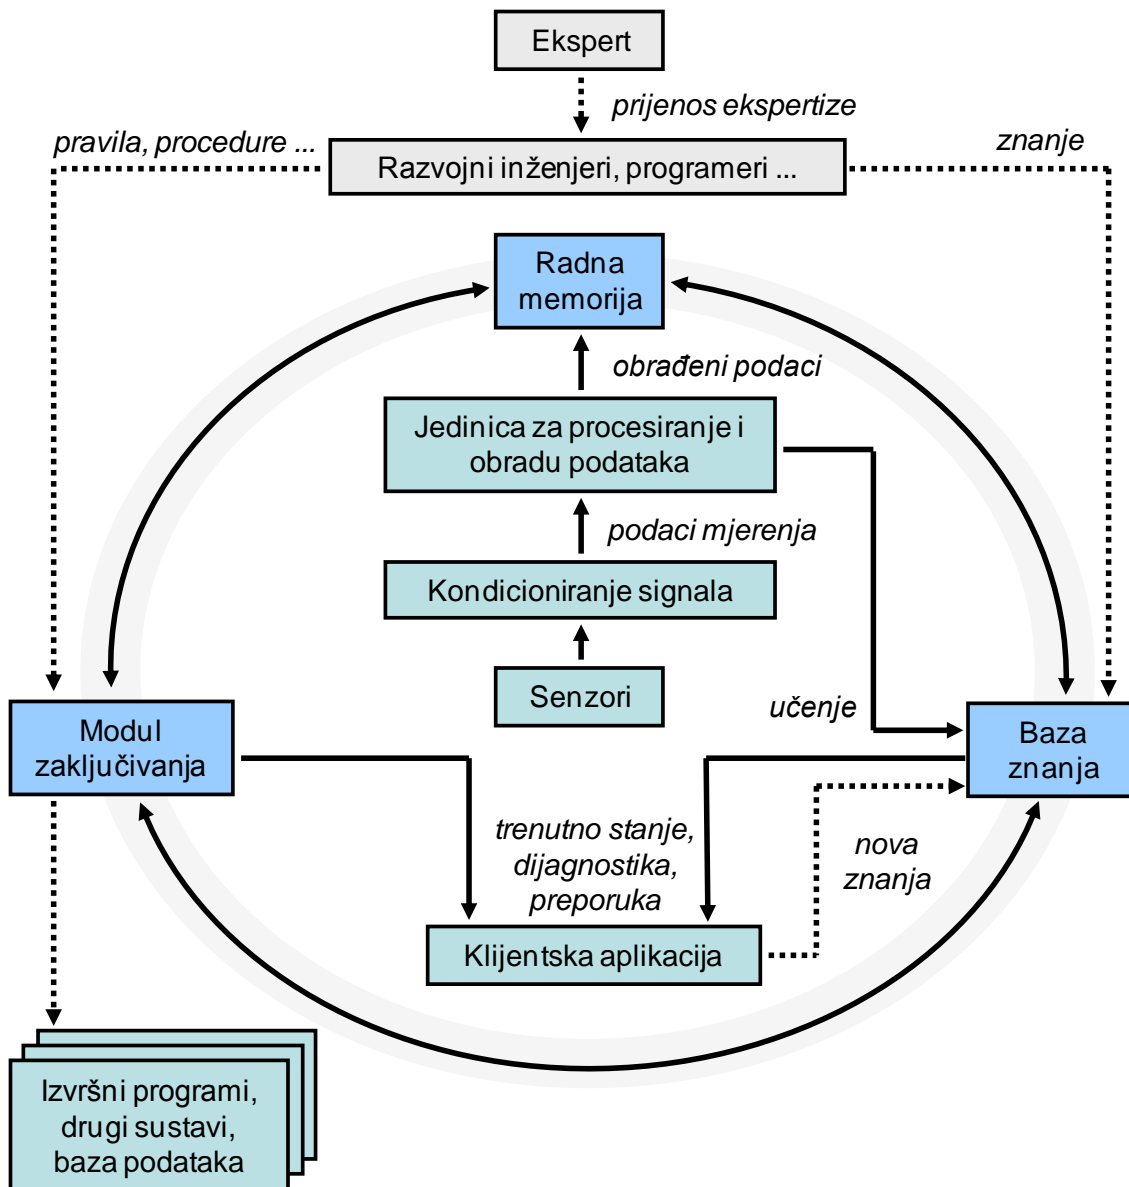 Ekspert
prijenos ekspertize
pravila, procedure ...
znanje
Razvojni inženjeri, programeri ...
Radna
memorija
obrađeni podaci
Jedinica za procesiranje i
obradu podataka
podaci mjerenja
Kondicioniranje signala
Senzori
učenje
Modul
zaključivanja
Baza
znanja
trenutno stanje,
dijagnostika,
preporuka
nova
znanja
Klijentska aplikacija
Izvršni programi,
drugi sustavi,
baza podataka